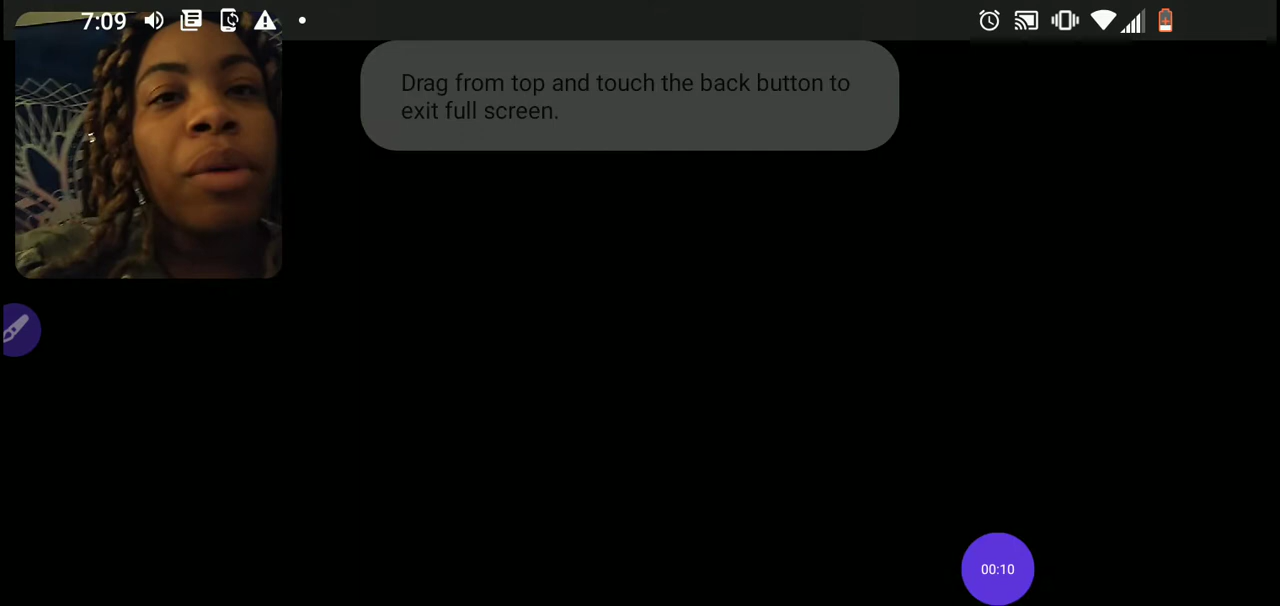 7:09
Drag from top and touch the back button to
exit full screen.
00:10